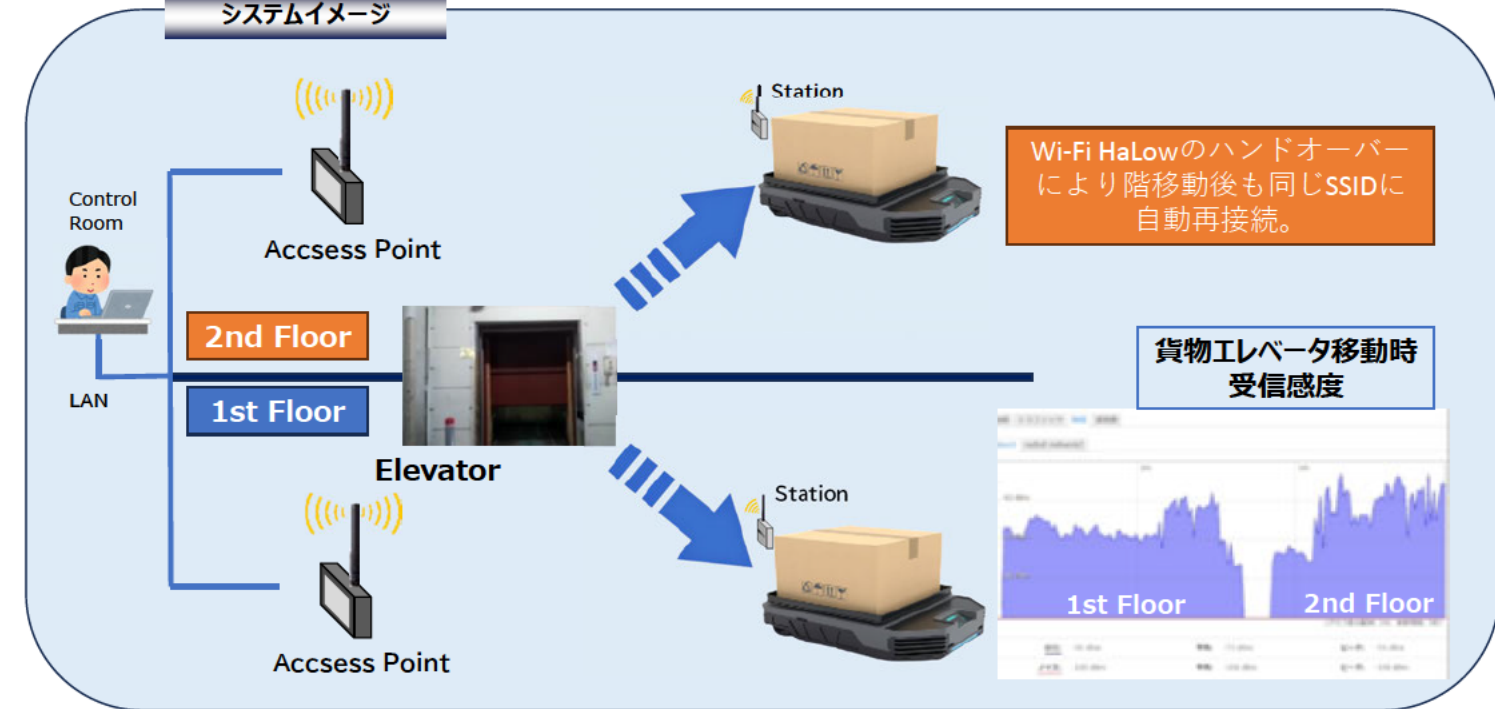 システムイメージ
Station
Wi-Fi HaLowのハンドオーバー
により階移動後も同じSSIDに
自動再接続。
Control
Room
Accsess Point
2nd Floor
貨物エレベータ移動時
受信感度
LAN
1st Floor
Elevator
Station
1st Floor
2nd Floor
Accsess Point